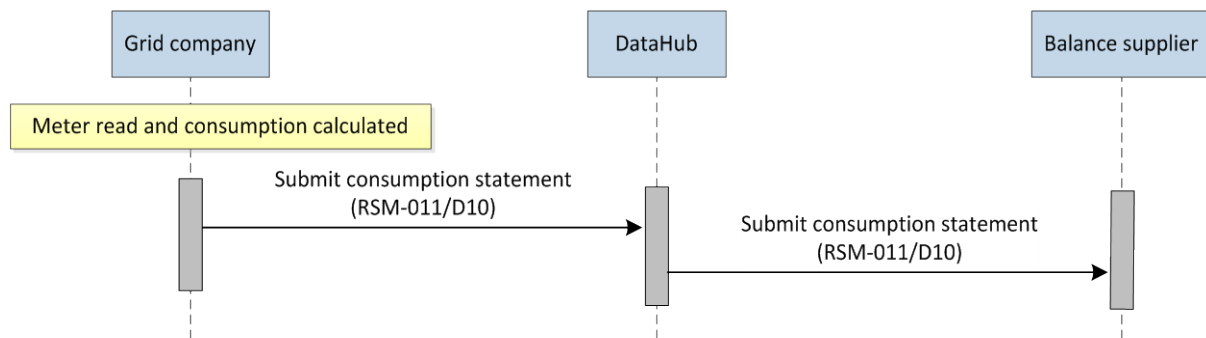 Grid company
DataHub
Balance supplier
Meter read and consumption calculated
Submit consumption statement
(RSM-011/D10)
Submit consumption statement
(RSM-011/D10)